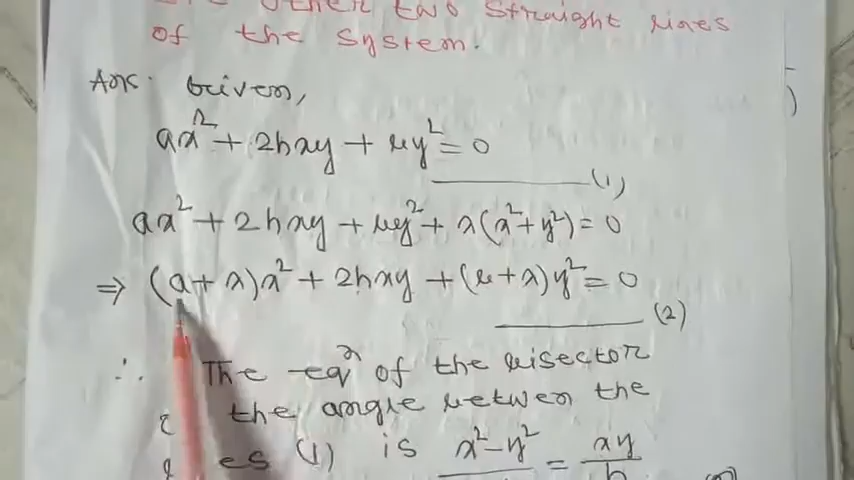 other two straight lines
of the system.
Ans. Given,
ax² + 2hxy + by² = 0
(1)
ax² + 2hxy + by² + λ(x² + y²) = 0
⇒ (a + λ)x² + 2hxy + (b + λ)y² = 0
(2)
∴ The eqⁿ of the bisector
the angle betwen the
es (1) is x² - y² / = xy / h